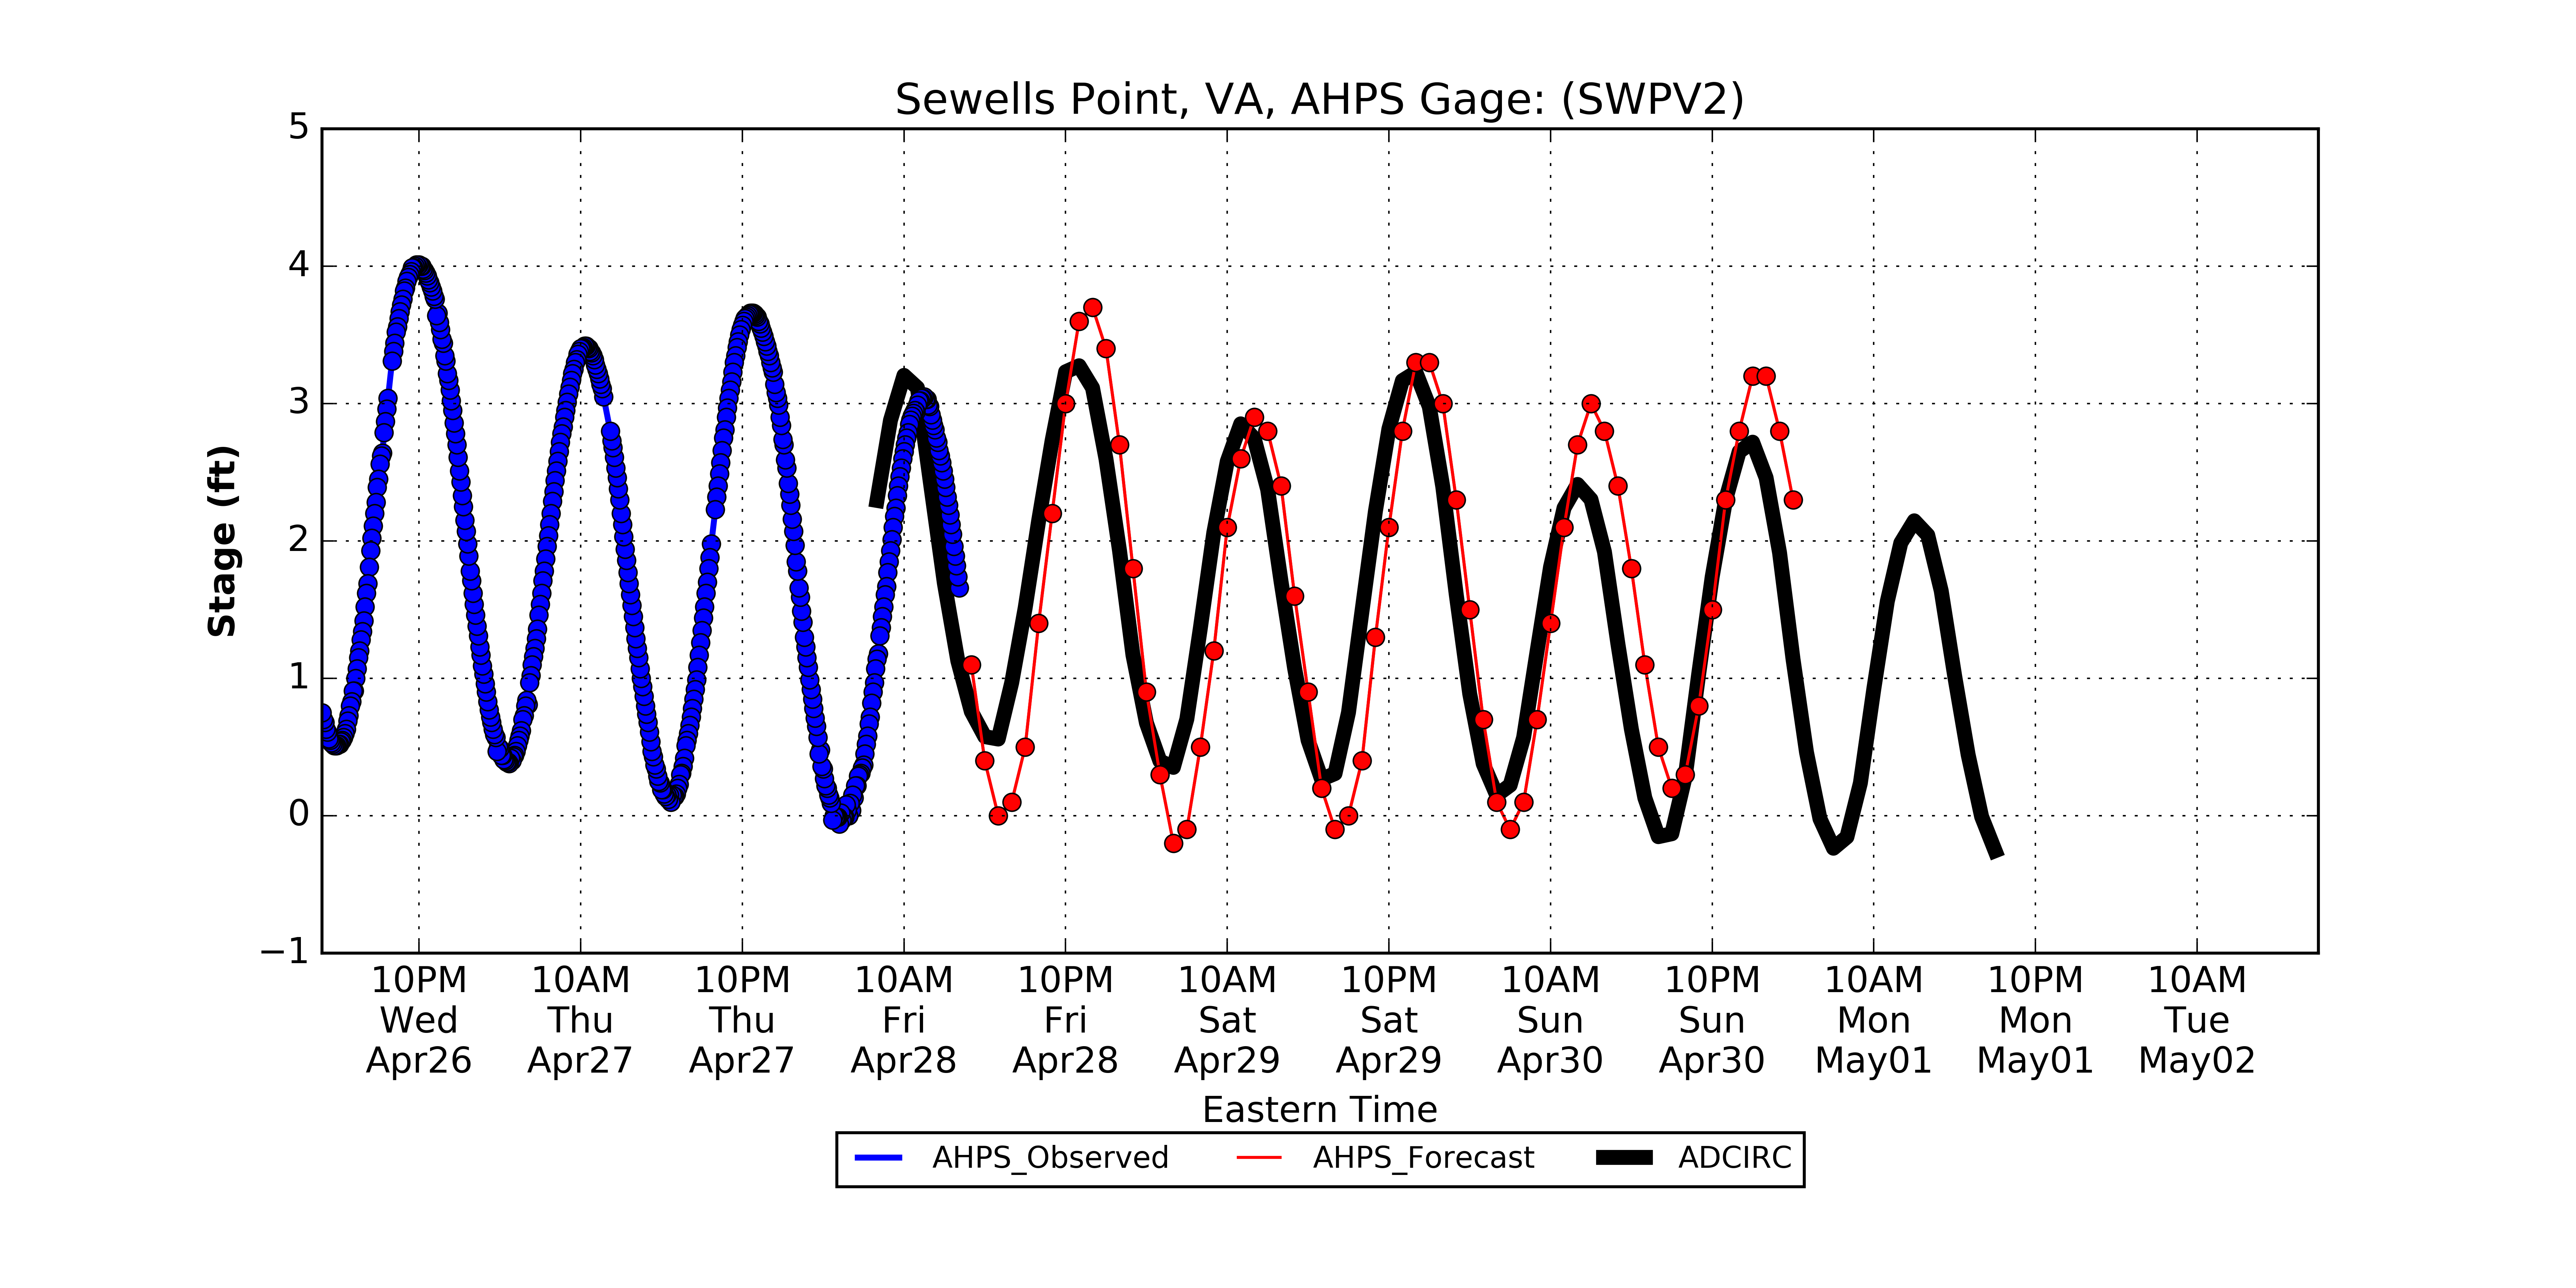 Sewells Point, VA, AHPS Gage: (SWPV2)
5
4
3
2
1
0
−1
Stage (ft)
10PM 10AM 10PM 10AM 10PM 10AM 10PM 10AM 10PM 10AM 10PM 10AM
Wed Thu Thu Fri Fri Sat Sat Sun Sun Mon Mon Tue
Apr26 Apr27 Apr27 Apr28 Apr28 Apr29 Apr29 Apr30 Apr30 May01 May01 May02
Eastern Time
AHPS_Observed AHPS_Forecast ADCIRC